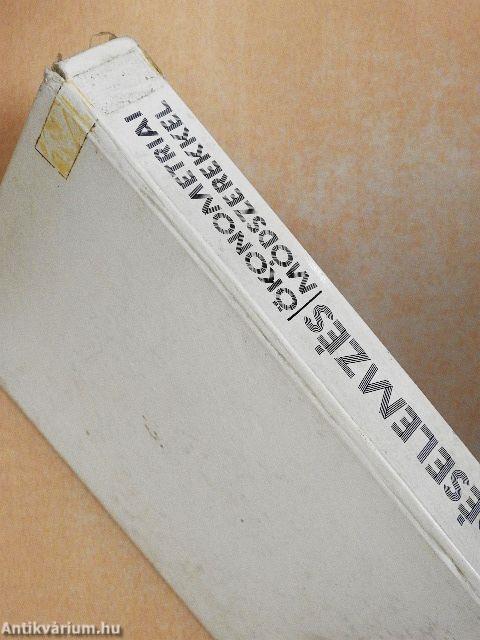 ÖKONOMETRIAI
MÓDSZEREKKEL
ÉSELEMZÉS
Antikvárium.hu